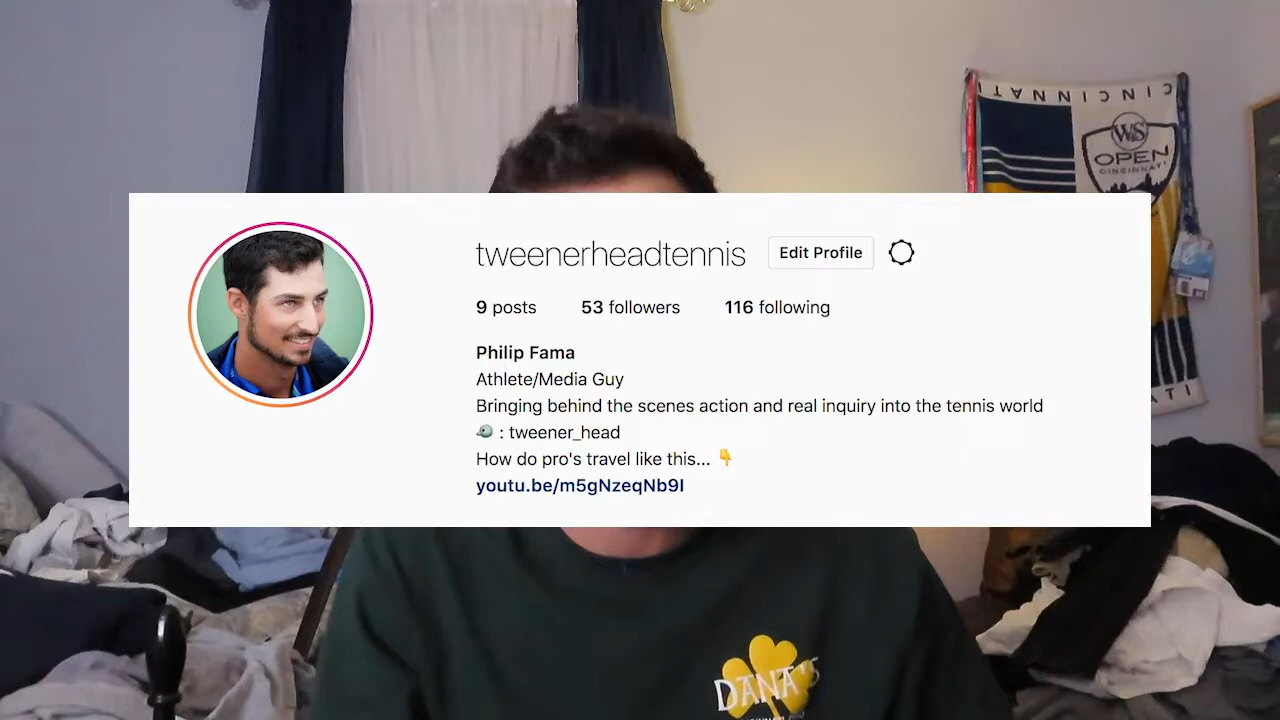 CINCINNATI
W&S
OPEN
CINCINNATI
tweenerheadtennis Edit Profile
9 posts 53 followers 116 following
Philip Fama
Athlete/Media Guy
Bringing behind the scenes action and real inquiry into the tennis world
🐦 : tweener_head
How do pro's travel like this... 👇
youtu.be/m5gNzeqNb9I
ATI
DANA'S